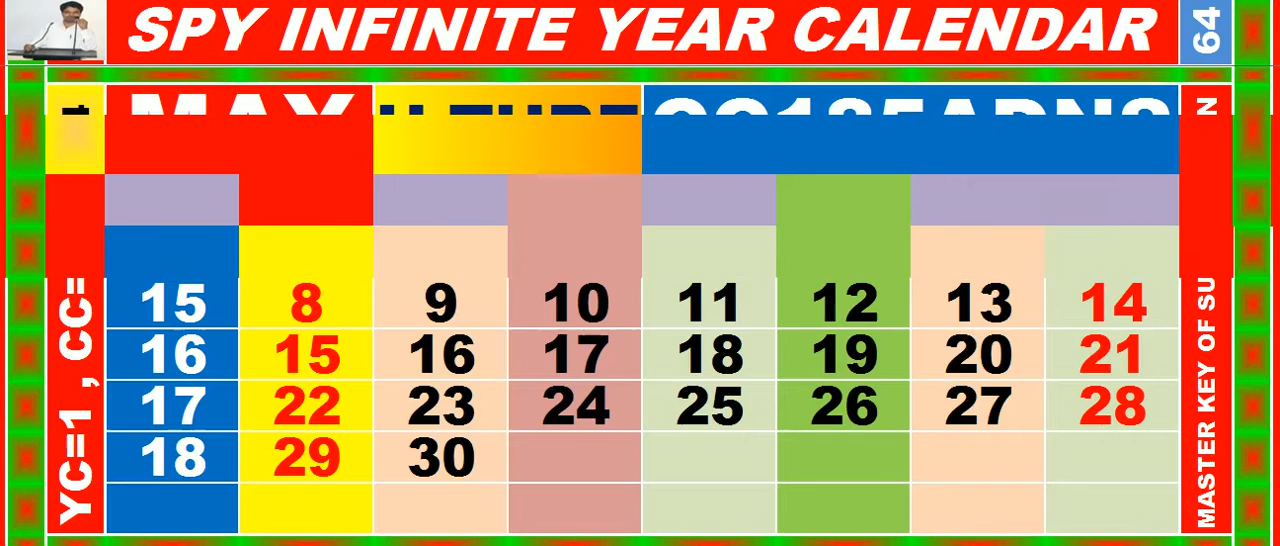 SPY INFINITE YEAR CALENDAR
64
YC=1 , CC=
15 8 9 10 11 12 13 14
16 15 16 17 18 19 20 21
17 22 23 24 25 26 27 28
18 29 30
MASTER KEY OF SU